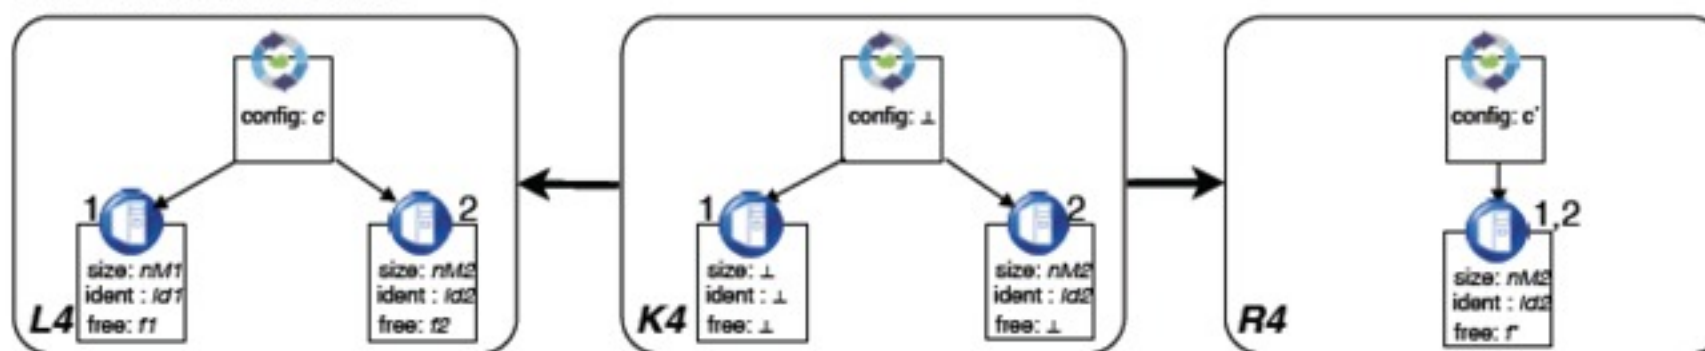 config: c
1
2
size: nM1
ident : Id1
free: f1
size: nM2
ident : Id2
free: f2
L4
config: ⊥
1
2
size: ⊥
ident : ⊥
free: ⊥
size: nM2
ident : Id2
free: ⊥
K4
config: c'
1,2
size: nM2
ident : Id2
free: f'
R4